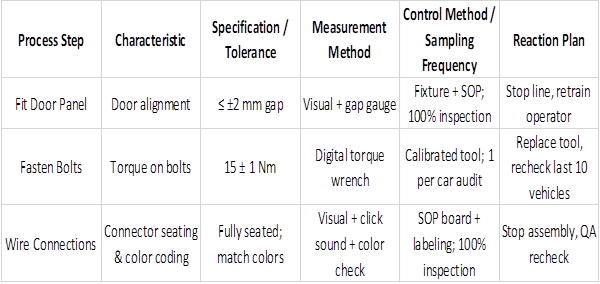 Process Step
Characteristic
Specification /
Tolerance
Measurement
Method
Control Method /
Sampling
Frequency
Reaction Plan
Fit Door Panel
Door alignment
≤ ±2 mm gap
Visual + gap gauge
Fixture + SOP;
100% inspection
Stop line, retrain
operator
Fasten Bolts
Torque on bolts
15 ± 1 Nm
Digital torque
wrench
Calibrated tool; 1
per car audit
Replace tool,
recheck last 10
vehicles
Wire Connections
Connector seating
& color coding
Fully seated;
match colors
Visual + click
sound + color
check
SOP board +
labeling; 100%
inspection
Stop assembly, QA
recheck